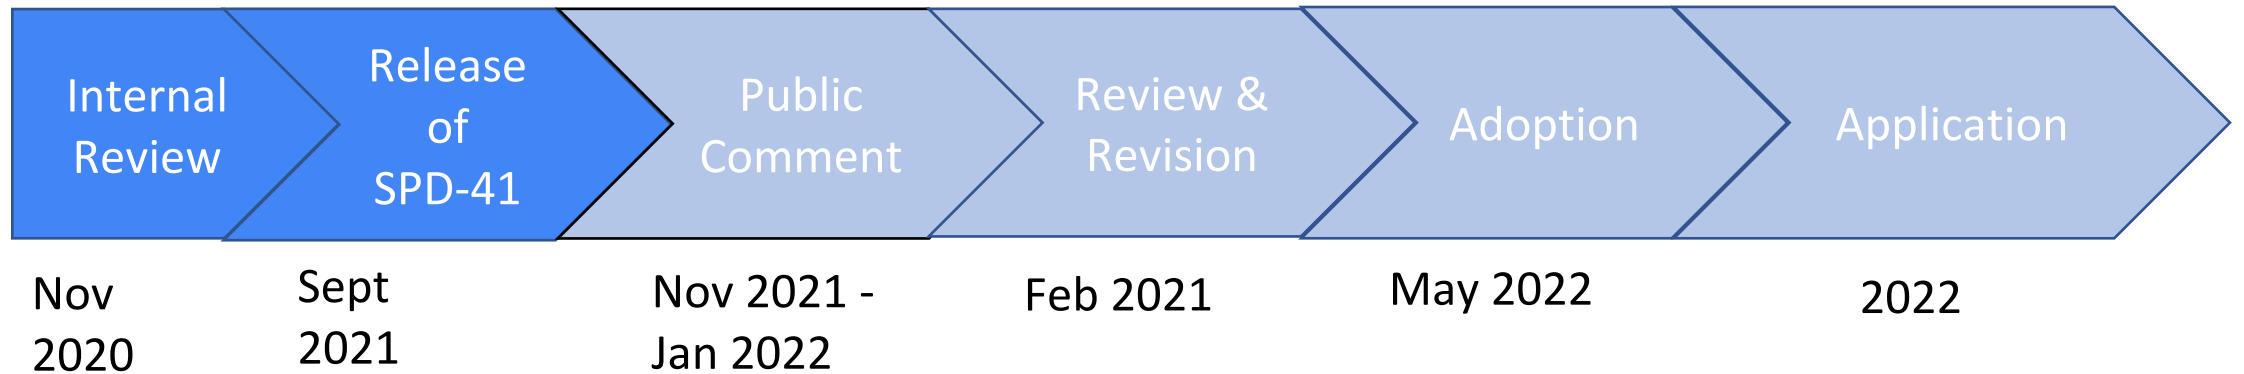 Internal
Review
Release
of
SPD-41
Public
Comment
Review &
Revision
Adoption
Application
Nov
2020
Sept
2021
Nov 2021 -
Jan 2022
Feb 2021
May 2022
2022